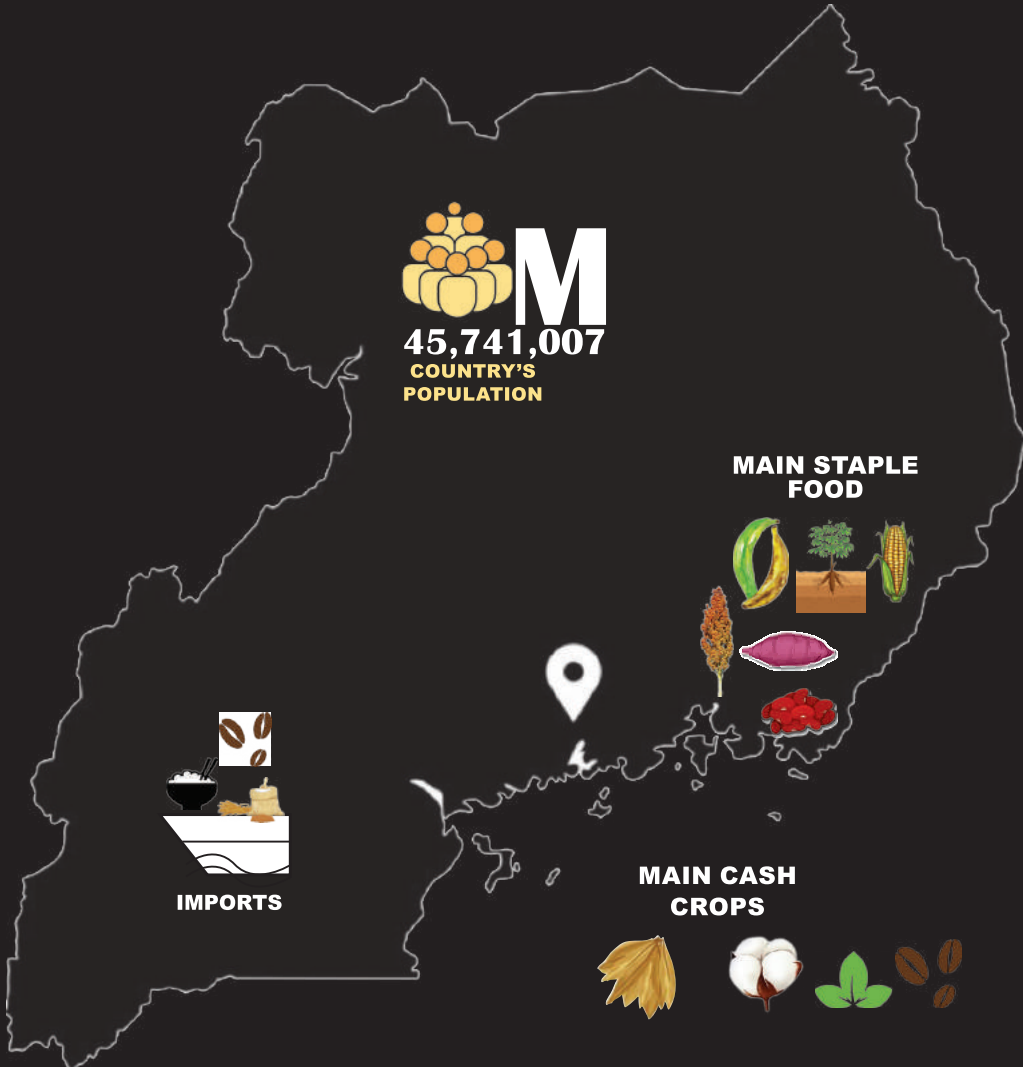 M
45,741,007
COUNTRY'S
POPULATION
MAIN STAPLE
FOOD
IMPORTS
MAIN CASH
CROPS